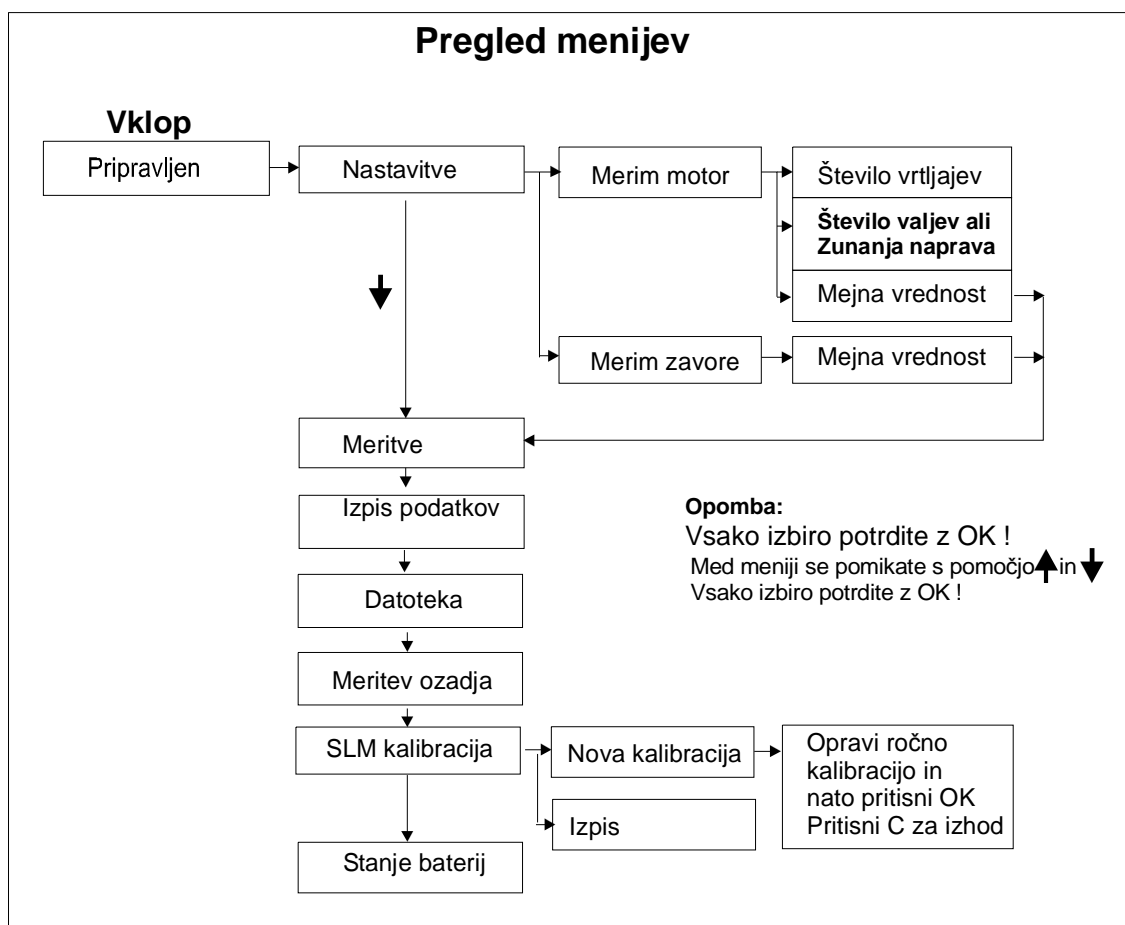 Pregled menijev
Vklop
Pripravljen
Nastavitve
Merim motor
Število vrtljajev
Število valjev ali
Zunanja naprava
Mejna vrednost
Merim zavore
Mejna vrednost
Meritve
Izpis podatkov
Opomba:
Vsako izbiro potrdite z OK !
Med meniji se pomikate s pomočjo in
Vsako izbiro potrdite z OK !
Datoteka
Meritev ozadja
SLM kalibracija
Nova kalibracija
Opravi ročno
kalibracijo in
nato pritisni OK
Pritisni C za izhod
Izpis
Stanje baterij